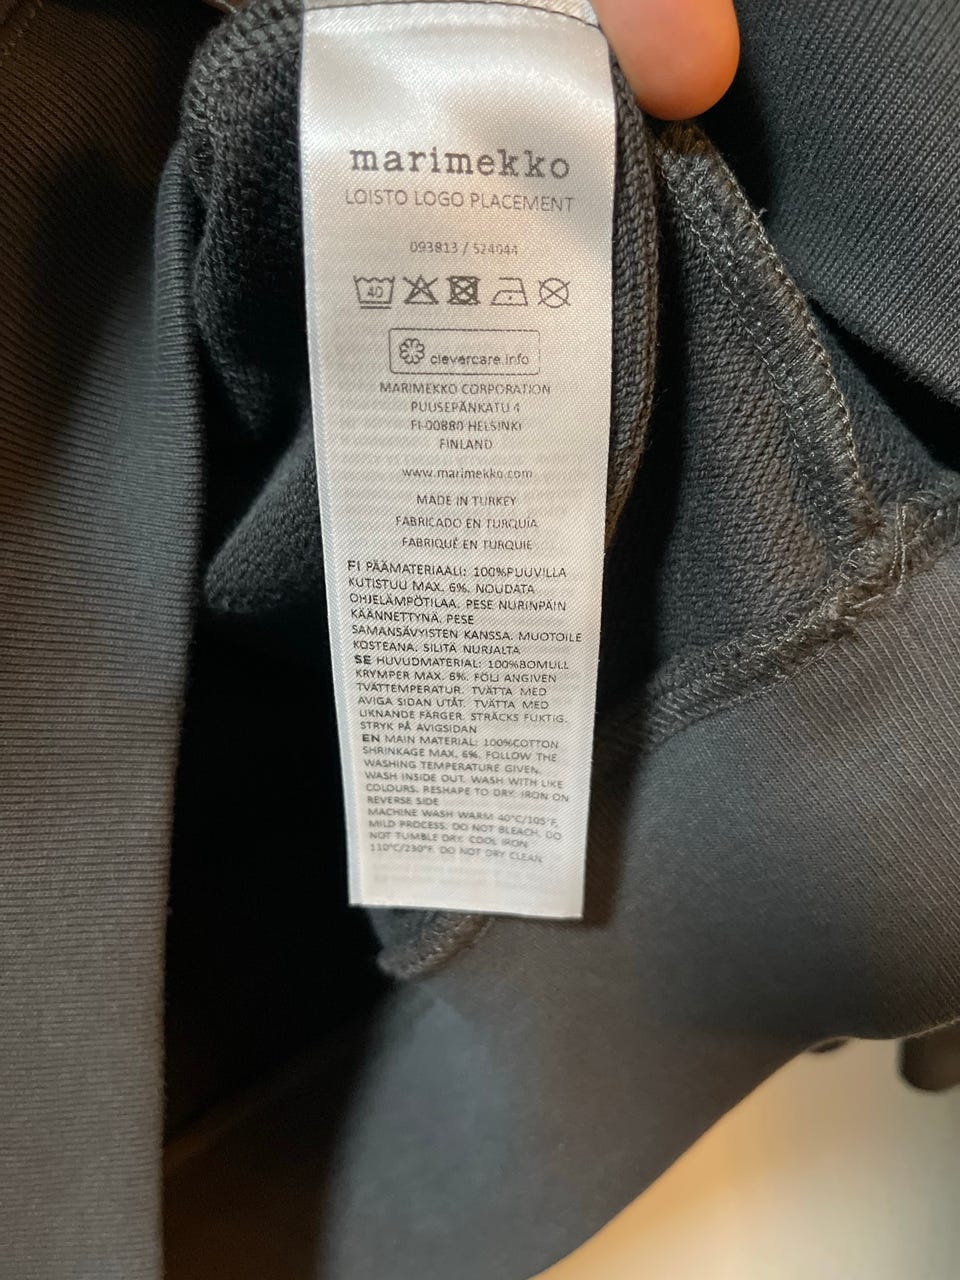 marimekko
LOISTO LOGO PLACEMENT
093813 / 524044
40
clevercare.info
MARIMEKKO CORPORATION
PUUSEPÄNKATU 4
FI-00880 HELSINKI
FINLAND
www.marimekko.com
MADE IN TURKEY
FABRICADO EN TURQUÍA
FABRIQUÉ EN TURQUIE
FI PÄÄMATERIAALI: 100%PUUVILLA
KUTISTUU MAX. 6%. NOUDATA
OHJELÄMPÖTILAA. PESE NURINPÄIN
KÄÄNNETTYNÄ. PESE
SAMANSÄVYISTEN KANSSA. MUOTOILE
KOSTEANA. SILITÄ NURJALTA
SE HUVUDMATERIAL: 100%BOMULL
KRYMPER MAX. 6%. FÖLJ ANGIVEN
TVÄTTEMPERATUR. TVÄTTA MED
AVIGA SIDAN UTÅT. TVÄTTA MED
LIKNANDE FÄRGER. STRÄCKS FUKTIG.
STRYK PÅ AVIGSIDAN
EN MAIN MATERIAL: 100%COTTON
SHRINKAGE MAX. 6%. FOLLOW THE
WASHING TEMPERATURE GIVEN.
WASH INSIDE OUT. WASH WITH LIKE
COLOURS. RESHAPE TO DRY. IRON ON
REVERSE SIDE
MACHINE WASH WARM 40°C/105°F,
MILD PROCESS. DO NOT BLEACH. DO
NOT TUMBLE DRY. COOL IRON
110°C/230°F. DO NOT DRY CLEAN.